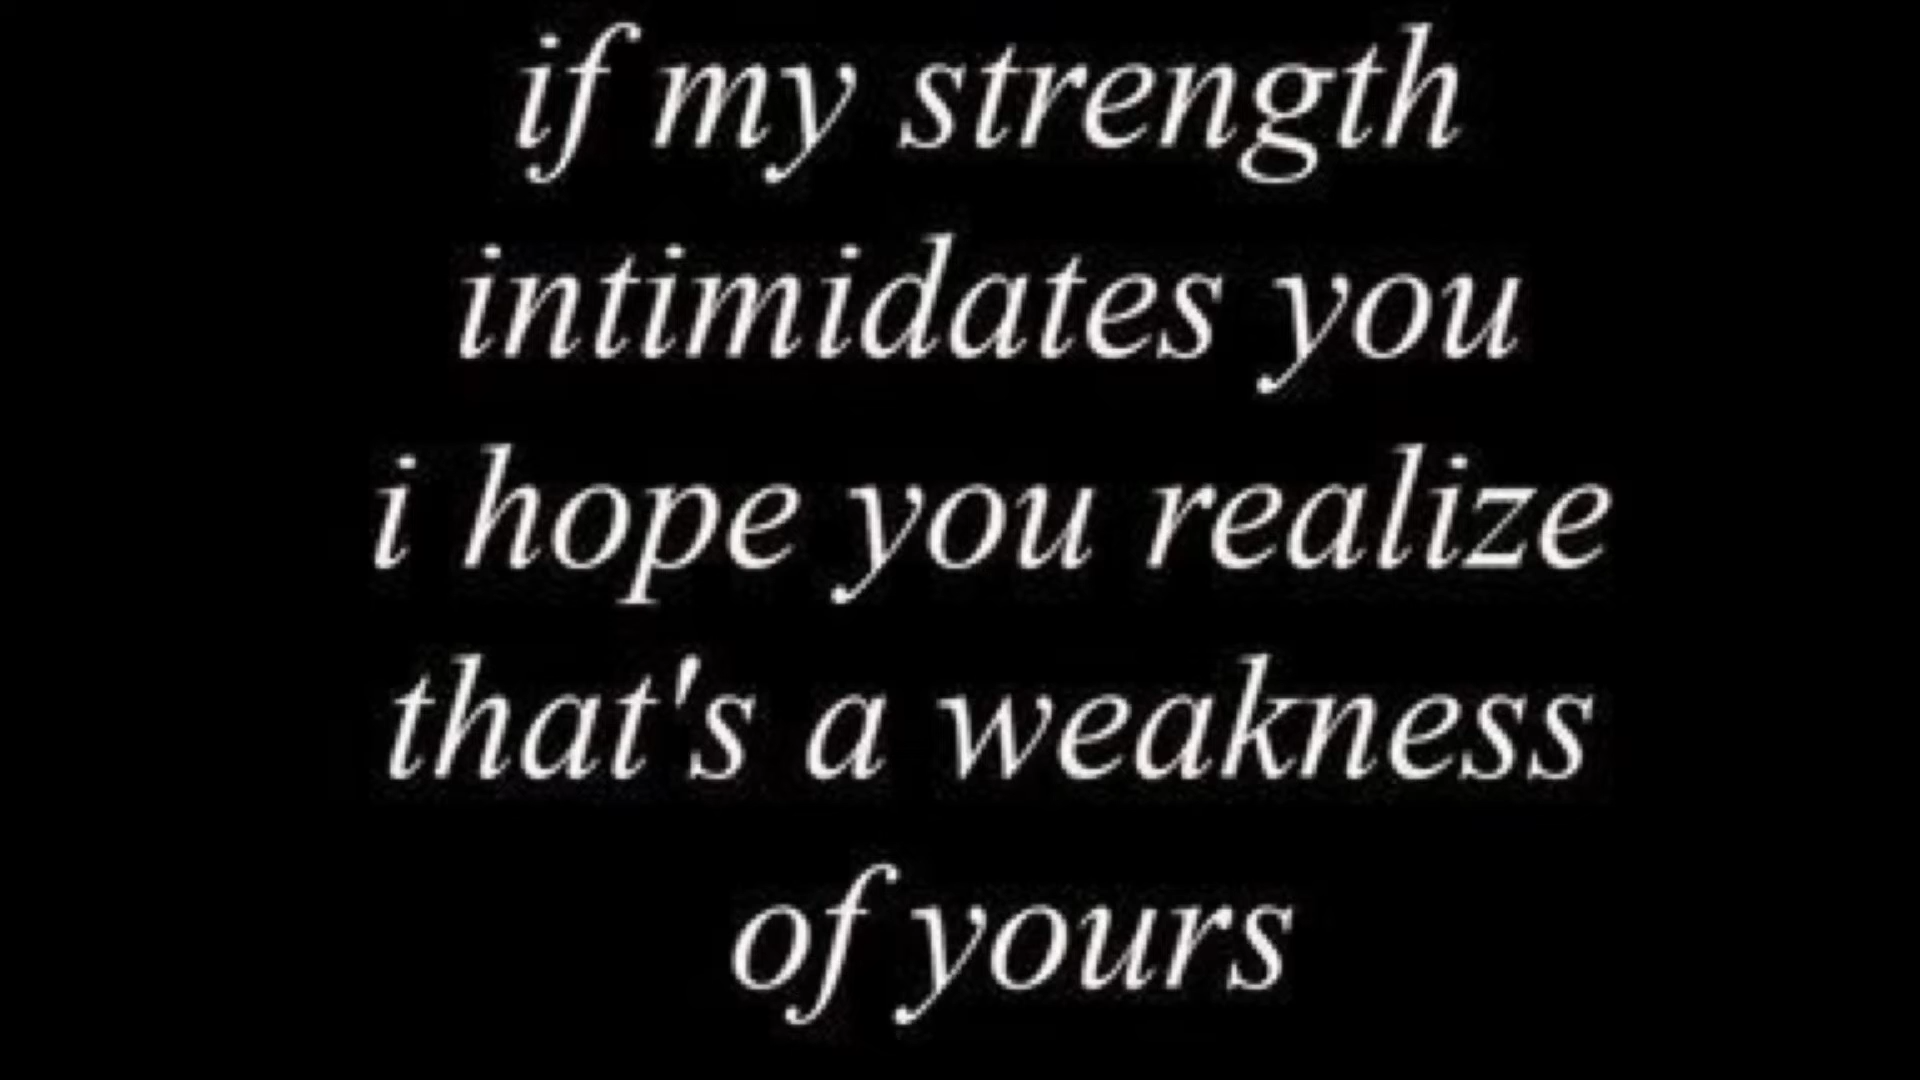 if my strength
intimidates you
i hope you realize
that's a weakness
of yours